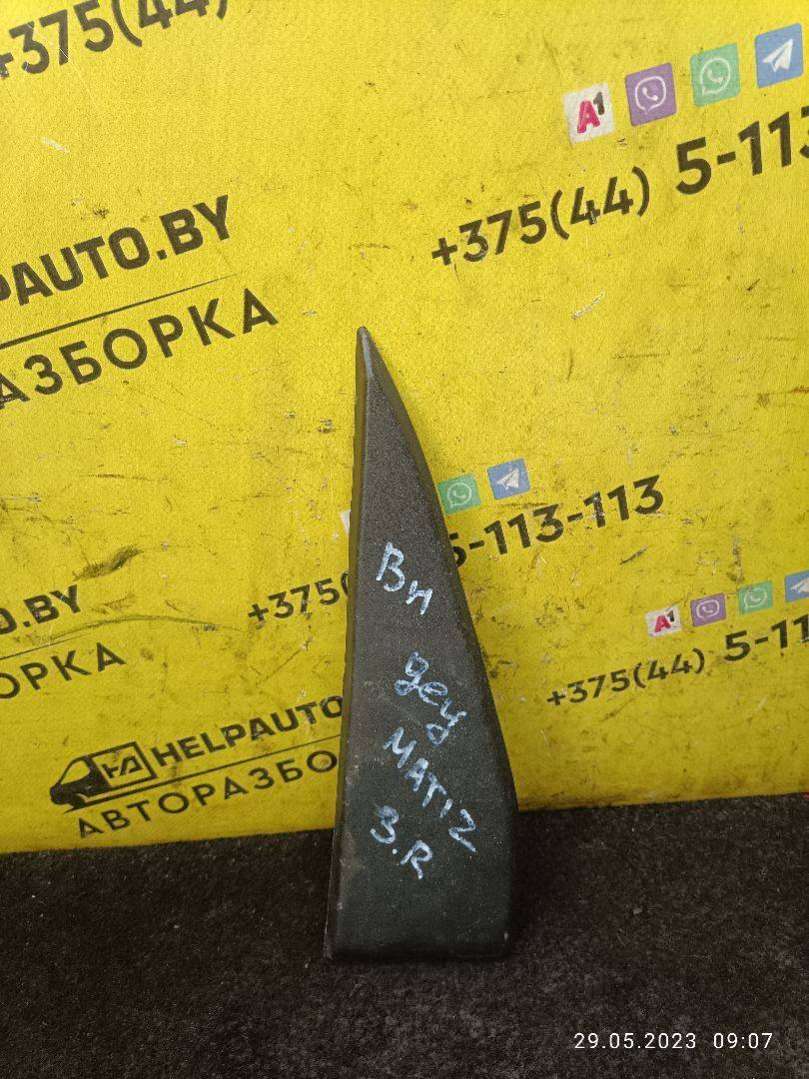 +375(44)
A1
+375(44) 5-113
PAUTO.BY
АЗБОРКА
5-113-113
+375(
О.BY
ОРКА
A1
+375(44) 5-11
HELPAUTO
АВТОРАЗБО
HA
Вн
деу
MATIZ
З.R
29.05.2023 09:07